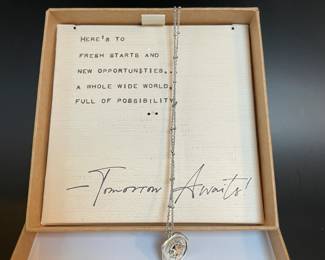 HERE'S TO
FRESH STARTS AND
NEW OPPORTUNITIES..
A WHOLE WIDE WORLD
FULL OF POSSIBILITY
—Tomorrow Awaits!